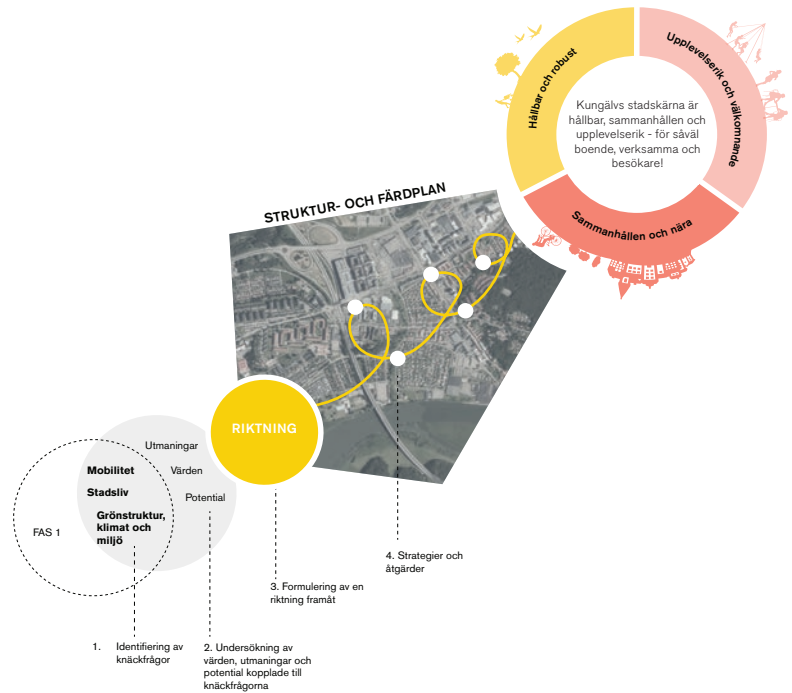 Hållbar och robust
Upplevelserik och välkomnande
Kungälvs stadskärna är
hållbar, sammanhållen och
upplevelserik - för såväl
boende, verksamma och
besökare!
Sammanhållen och nära
STRUKTUR- OCH FÄRDPLAN
RIKTNING
Utmaningar
Mobilitet
Värden
Stadsliv
Potential
Grönstruktur,
klimat och
miljö
FAS 1
4. Strategier och
åtgärder
3. Formulering av en
riktning framåt
1. Identifiering av
knäckfrågor
2. Undersökning av
värden, utmaningar och
potential kopplade till
knäckfrågorna